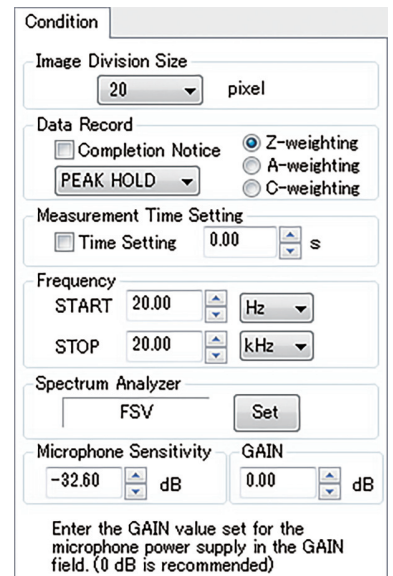 Condition
Image Division Size
20 pixel
Data Record
Completion Notice
PEAK HOLD
Z-weighting
A-weighting
C-weighting
Measurement Time Setting
Time Setting 0.00 s
Frequency
START 20.00 Hz
STOP 20.00 kHz
Spectrum Analyzer
FSV Set
Microphone Sensitivity
-32.60 dB
GAIN
0.00 dB
Enter the GAIN value set for the
microphone power supply in the GAIN
field. (0 dB is recommended)